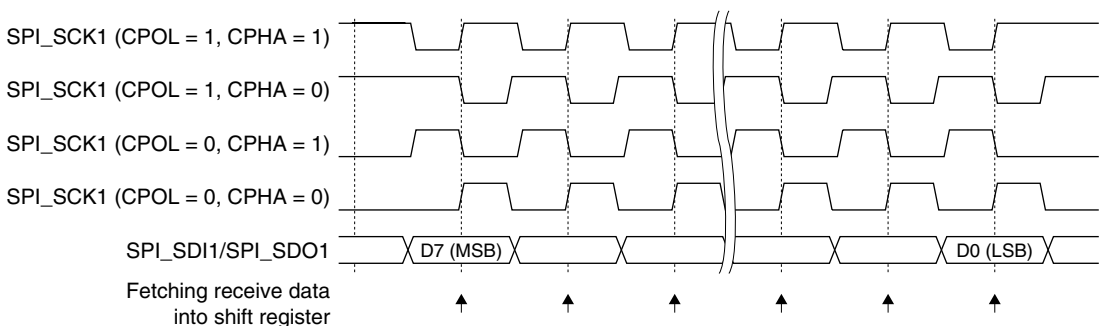 SPI_SCK1 (CPOL = 1, CPHA = 1)
SPI_SCK1 (CPOL = 1, CPHA = 0)
SPI_SCK1 (CPOL = 0, CPHA = 1)
SPI_SCK1 (CPOL = 0, CPHA = 0)
SPI_SDI1/SPI_SDO1 D7 (MSB) D0 (LSB)
Fetching receive data
into shift register